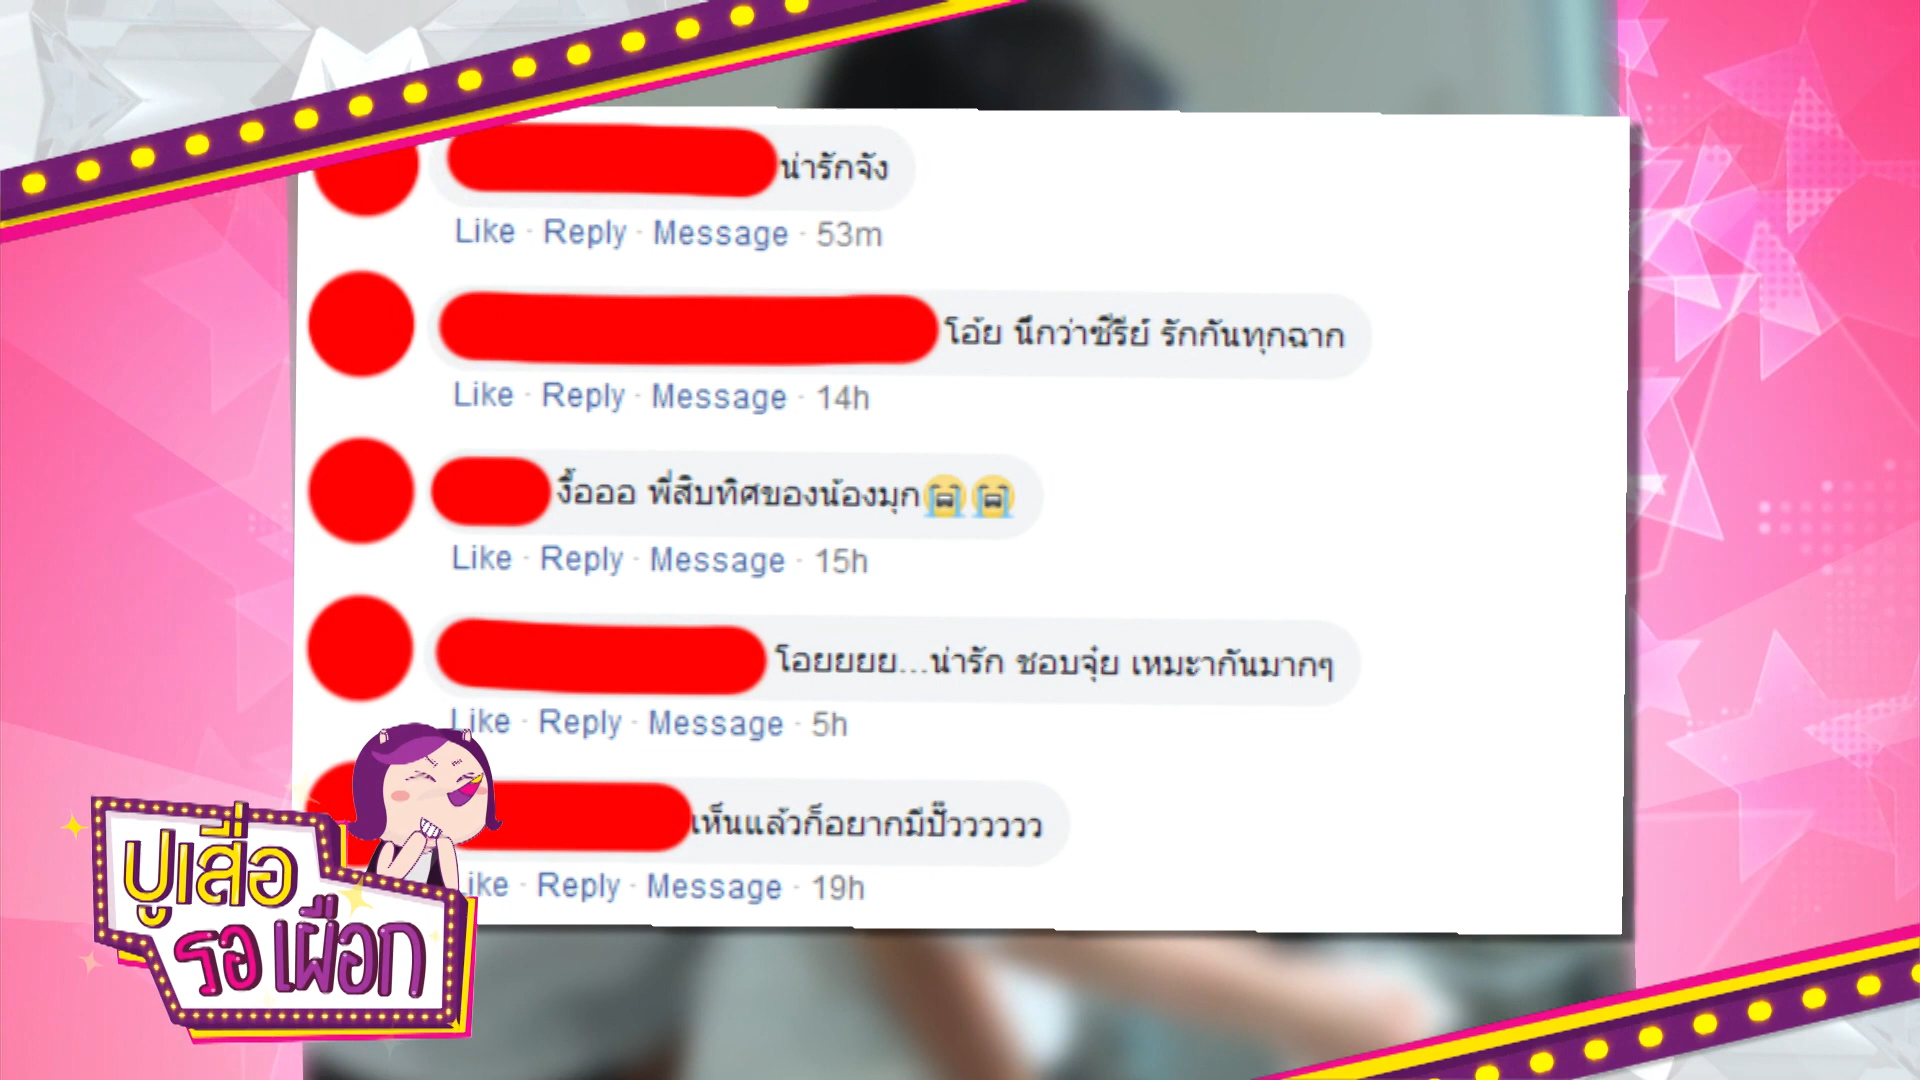 น่ารักจัง
Like · Reply · Message · 53m
โอ้ย นึกว่าซีรีย์ รักกันทุกฉาก
Like · Reply · Message · 14h
งื้อออ พี่สิบทิศของน้องมุก😭😭
Like · Reply · Message · 15h
โอยยยย...น่ารัก ชอบจุ๋ย เหมะากันมากๆ
Like · Reply · Message · 5h
เห็นแล้วก็อยากมีปั๊วววววว
Like · Reply · Message · 19h
ปูเสื่อ
รอเผือก